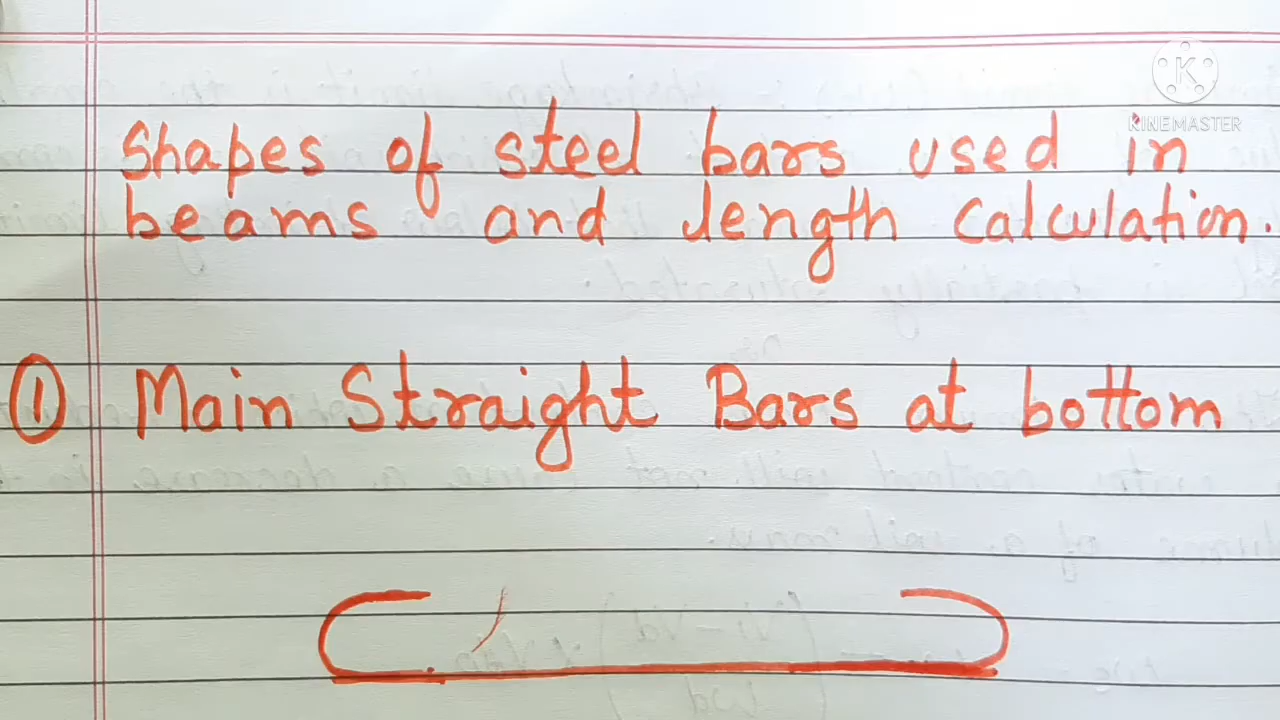 KINEMASTER
Shapes of steel bars used in
beams and length calculation.
① Main Straight Bars at bottom